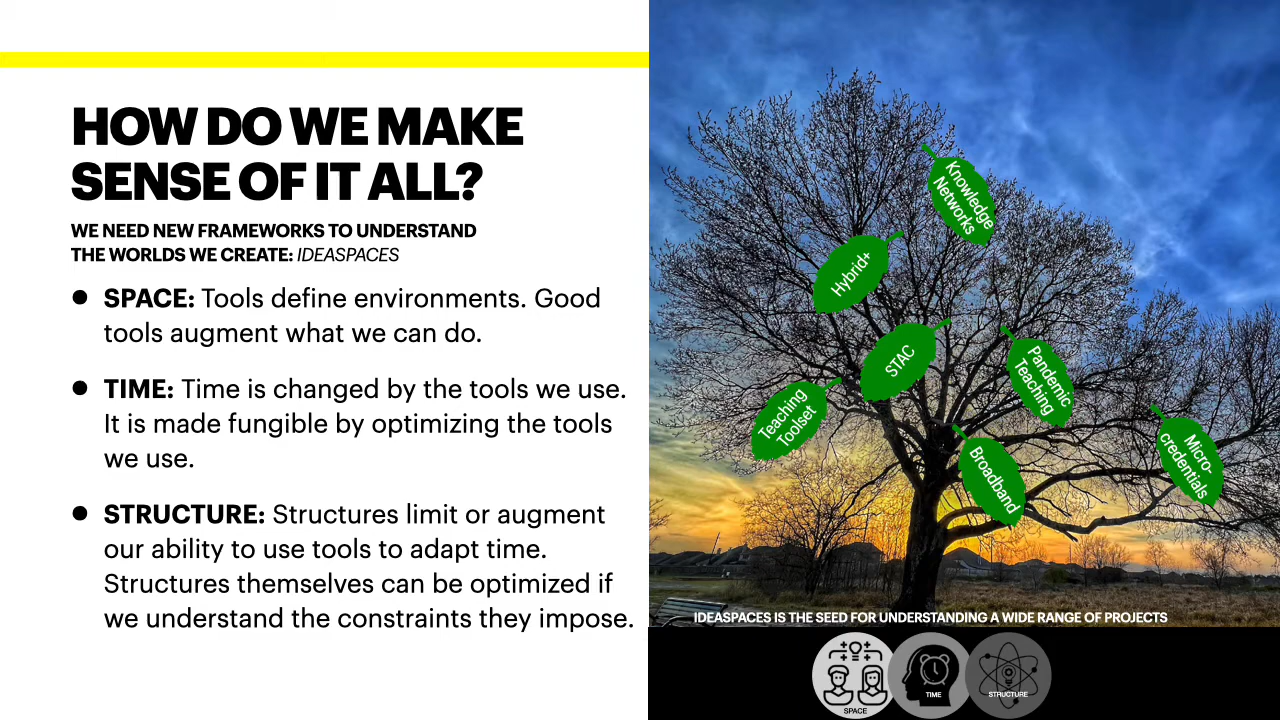 HOW DO WE MAKE
SENSE OF IT ALL?
WE NEED NEW FRAMEWORKS TO UNDERSTAND
THE WORLDS WE CREATE: IDEASPACES
SPACE: Tools define environments. Good
tools augment what we can do.
TIME: Time is changed by the tools we use.
It is made fungible by optimizing the tools
we use.
STRUCTURE: Structures limit or augment
our ability to use tools to adapt time.
Structures themselves can be optimized if
we understand the constraints they impose.
Knowledge
Networks
Hybrid+
STAC
Pandemic
Teaching
Teaching
Toolset
Micro-
credentials
Broadband
IDEASPACES IS THE SEED FOR UNDERSTANDING A WIDE RANGE OF PROJECTS
SPACE
TIME
STRUCTURE